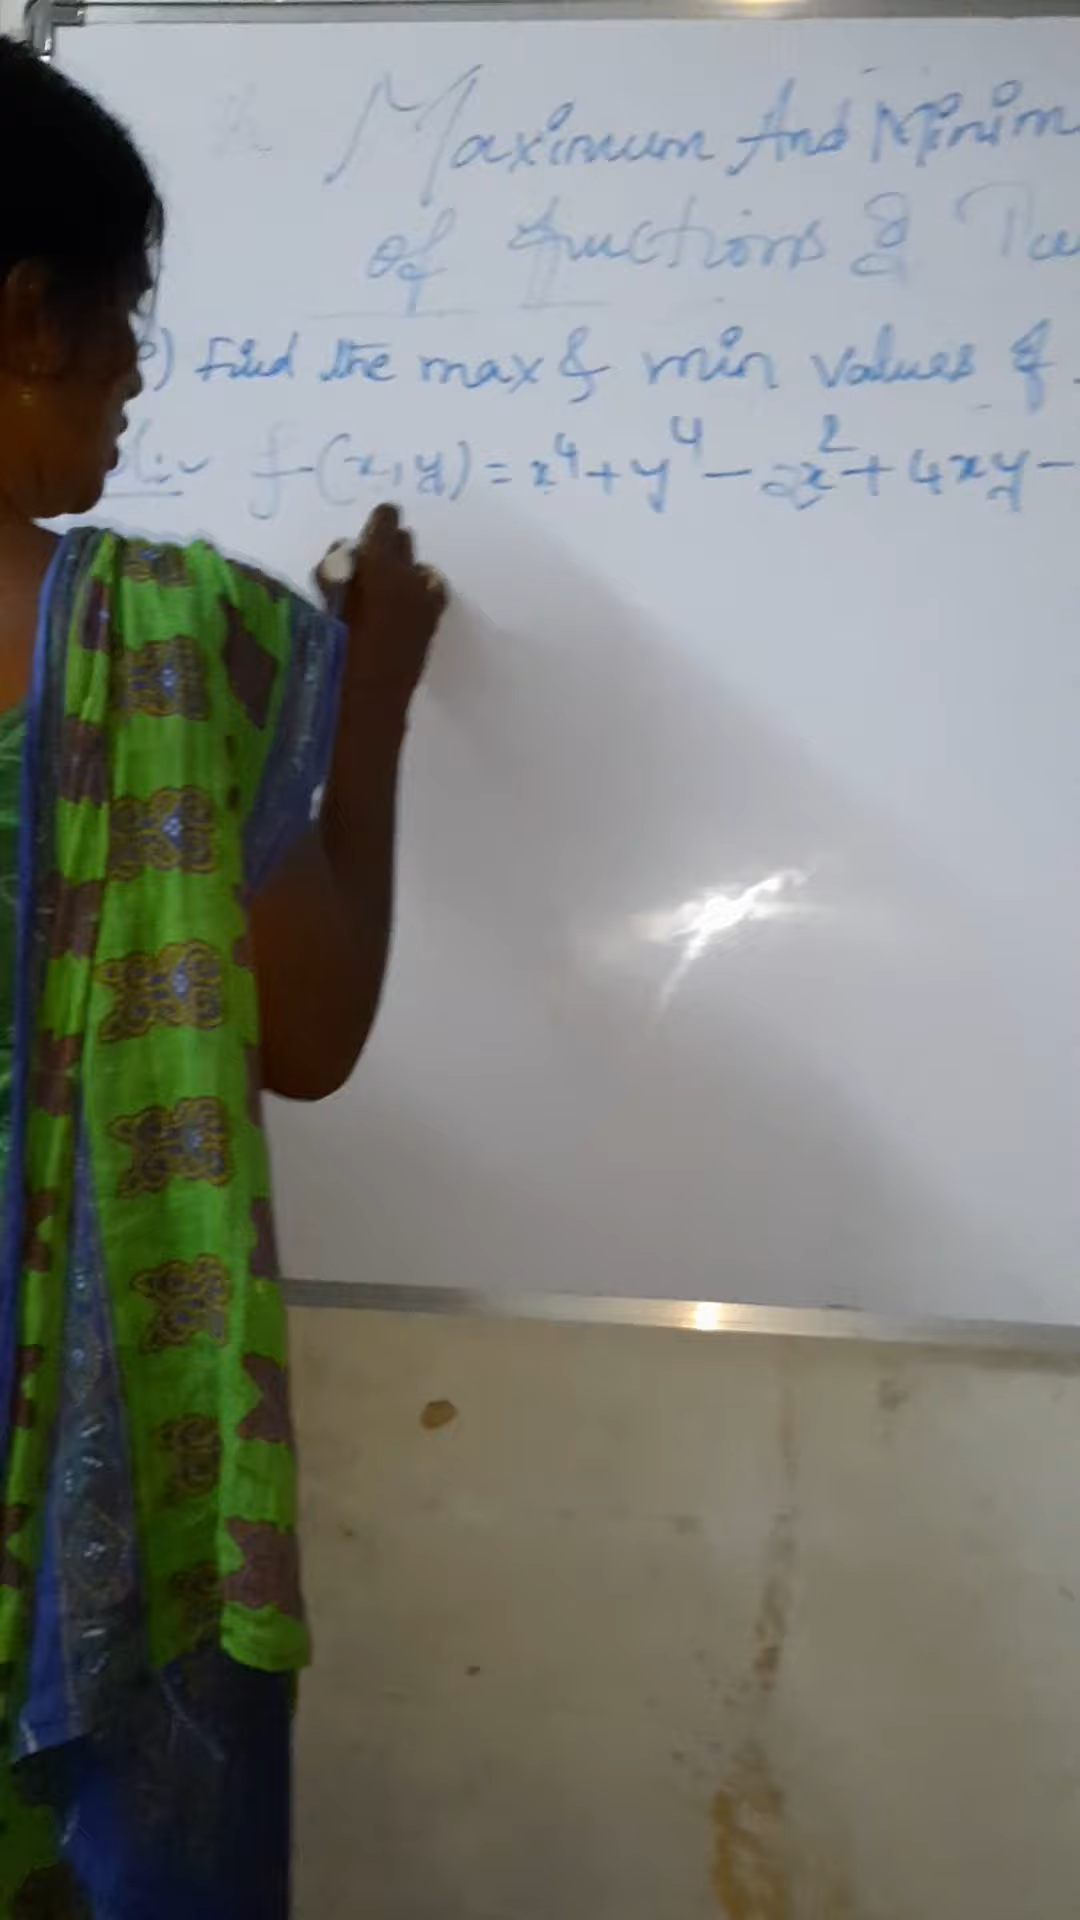 Maximum And Minim
of functions &
) Find the max & min values of
f(x,y) = x⁴ + y⁴ - 2x² + 4xy -